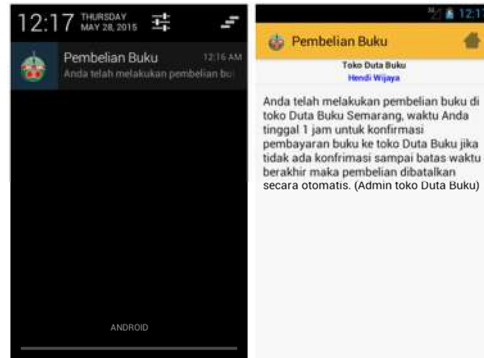 12:17 THURSDAY
MAY 28, 2015
Pembelian Buku 12:16 AM
Anda telah melakukan pembelian bu
ANDROID
12:17
Pembelian Buku
Toko Duta Buku
Hendi Wijaya
Anda telah melakukan pembelian buku di
toko Duta Buku Semarang, waktu Anda
tinggal 1 jam untuk konfirmasi
pembayaran buku ke toko Duta Buku jika
tidak ada konfrimasi sampai batas waktu
berakhir maka pembelian dibatalkan
secara otomatis. (Admin toko Duta Buku)